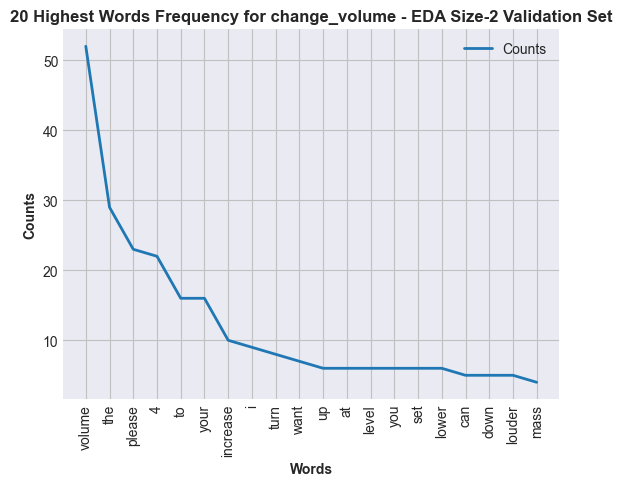 20 Highest Words Frequency for change_volume - EDA Size-2 Validation Set
Counts
50
40
30
20
10
Counts
volume
the
please
4
to
your
increase
i
turn
want
up
at
level
you
set
lower
can
down
louder
mass
Words